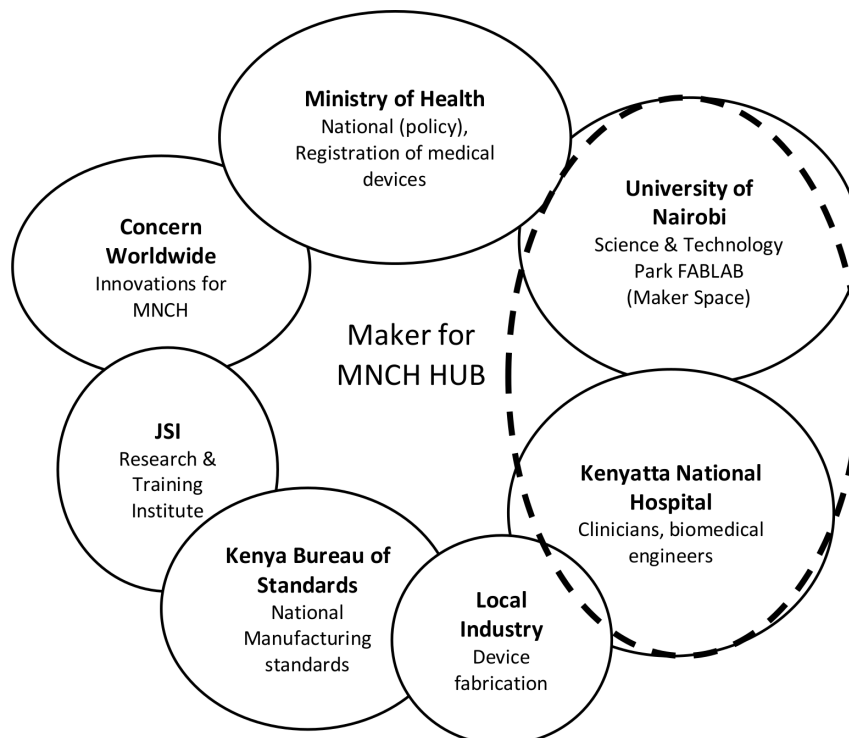 Ministry of Health
National (policy),
Registration of medical
devices
University of
Nairobi
Science & Technology
Park FABLAB
(Maker Space)
Concern
Worldwide
Innovations for
MNCH
Maker for
MNCH HUB
JSI
Research &
Training
Institute
Kenyatta National
Hospital
Clinicians, biomedical
engineers
Kenya Bureau of
Standards
National
Manufacturing
standards
Local
Industry
Device
fabrication